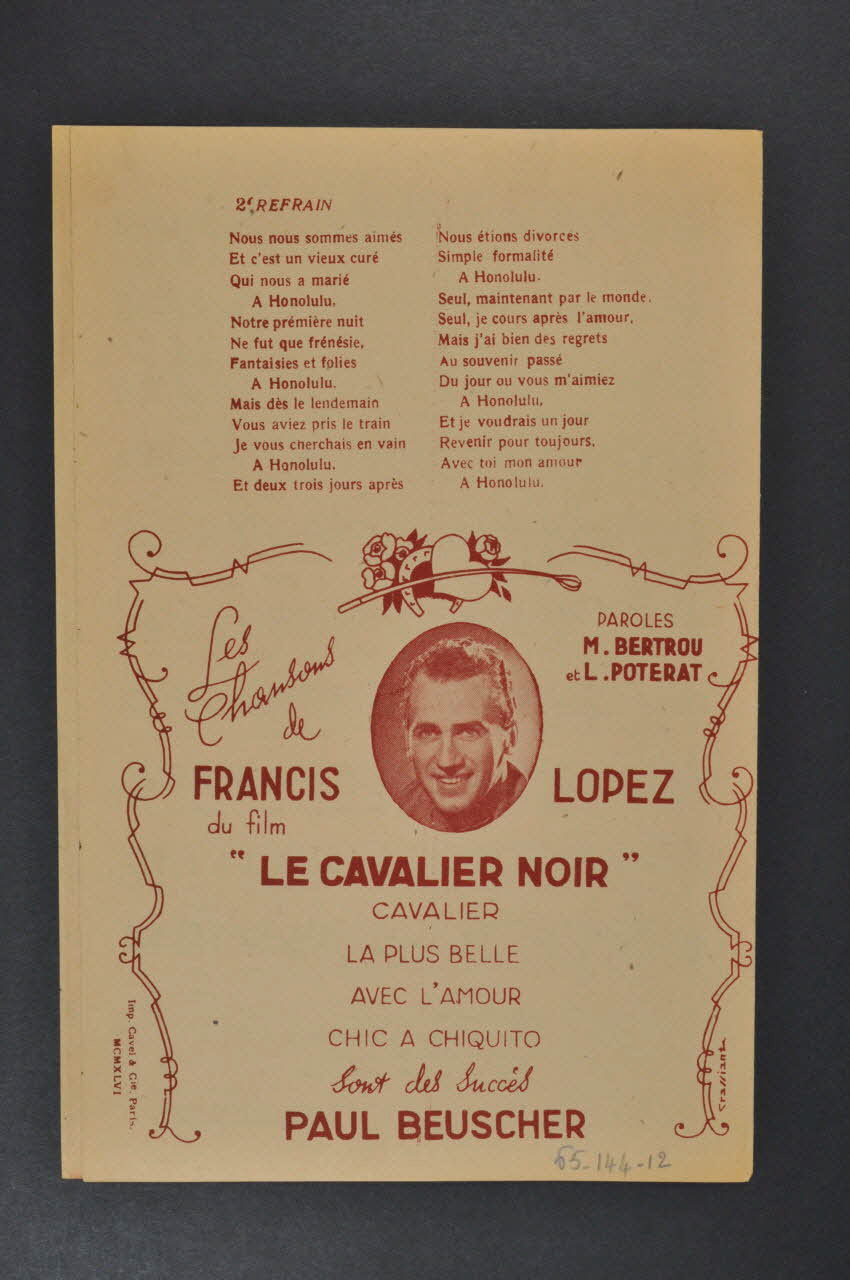 2e REFRAIN
Nous nous sommes aimés
Et c'est un vieux curé
Qui nous a marié
A Honolulu.
Notre prémière nuit
Ne fut que frénésie,
Fantaisies et folies
A Honolulu.
Mais dès le lendemain
Vous aviez pris le train
Je vous cherchais en vain
A Honolulu.
Et deux trois jours après
Nous étions divorcés
Simple formalité
A Honolulu.
Seul, maintenant par le monde,
Seul, je cours après l'amour,
Mais j'ai bien des regrets
Au souvenir passé
Du jour ou vous m'aimiez
A Honolulu,
Et je voudrais un jour
Revenir pour toujours,
Avec toi mon amour
A Honolulu.
Les
Chansons
de
PAROLES
M. BERTROU
et L. POTERAT
FRANCIS LOPEZ
du film
" LE CAVALIER NOIR "
CAVALIER
LA PLUS BELLE
AVEC L'AMOUR
CHIC A CHIQUITO
Sont des Succés
PAUL BEUSCHER
Imp. Cavel & Cie. Paris.
MCMXLVI
65-144-12